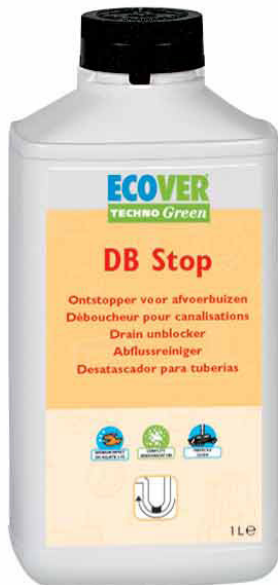 ECOVER
TECHNO Green
DB Stop
Ontstopper voor afvoerbuizen
Déboucheur pour canalisations
Drain unblocker
Abflussreiniger
Desatascador para tuberias
1L℮